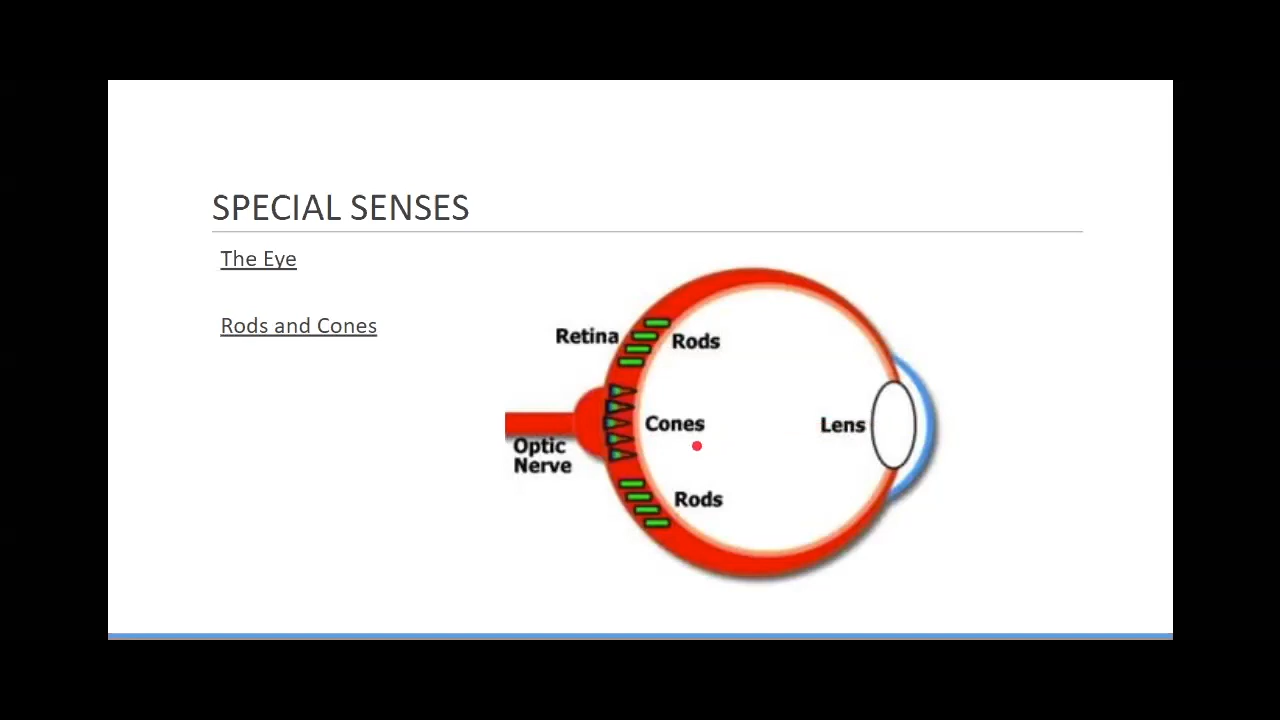 SPECIAL SENSES
The Eye
Rods and Cones
Retina
Rods
Cones
Lens
Optic
Nerve
Rods